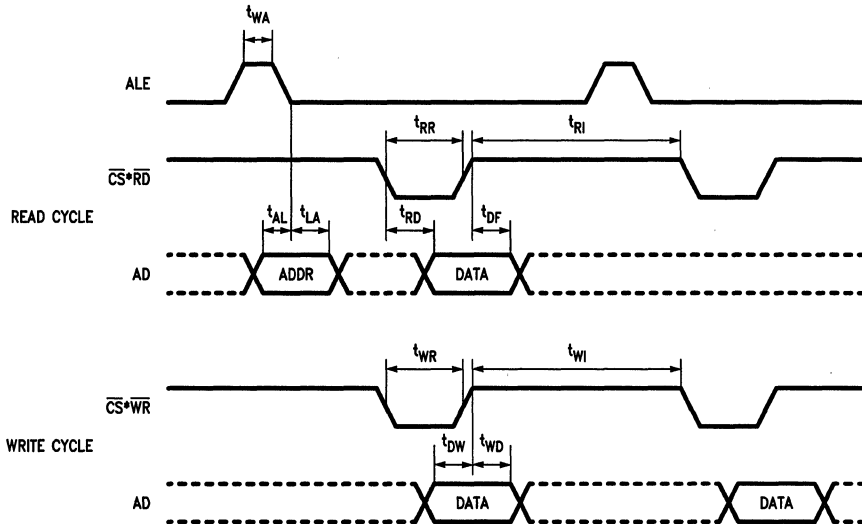 tWA
ALE
tRR tRI
CS*RD
READ CYCLE
tAL tLA tRD tDF
AD ADDR DATA
tWR tWI
CS*WR
WRITE CYCLE
tDW tWD
AD DATA DATA